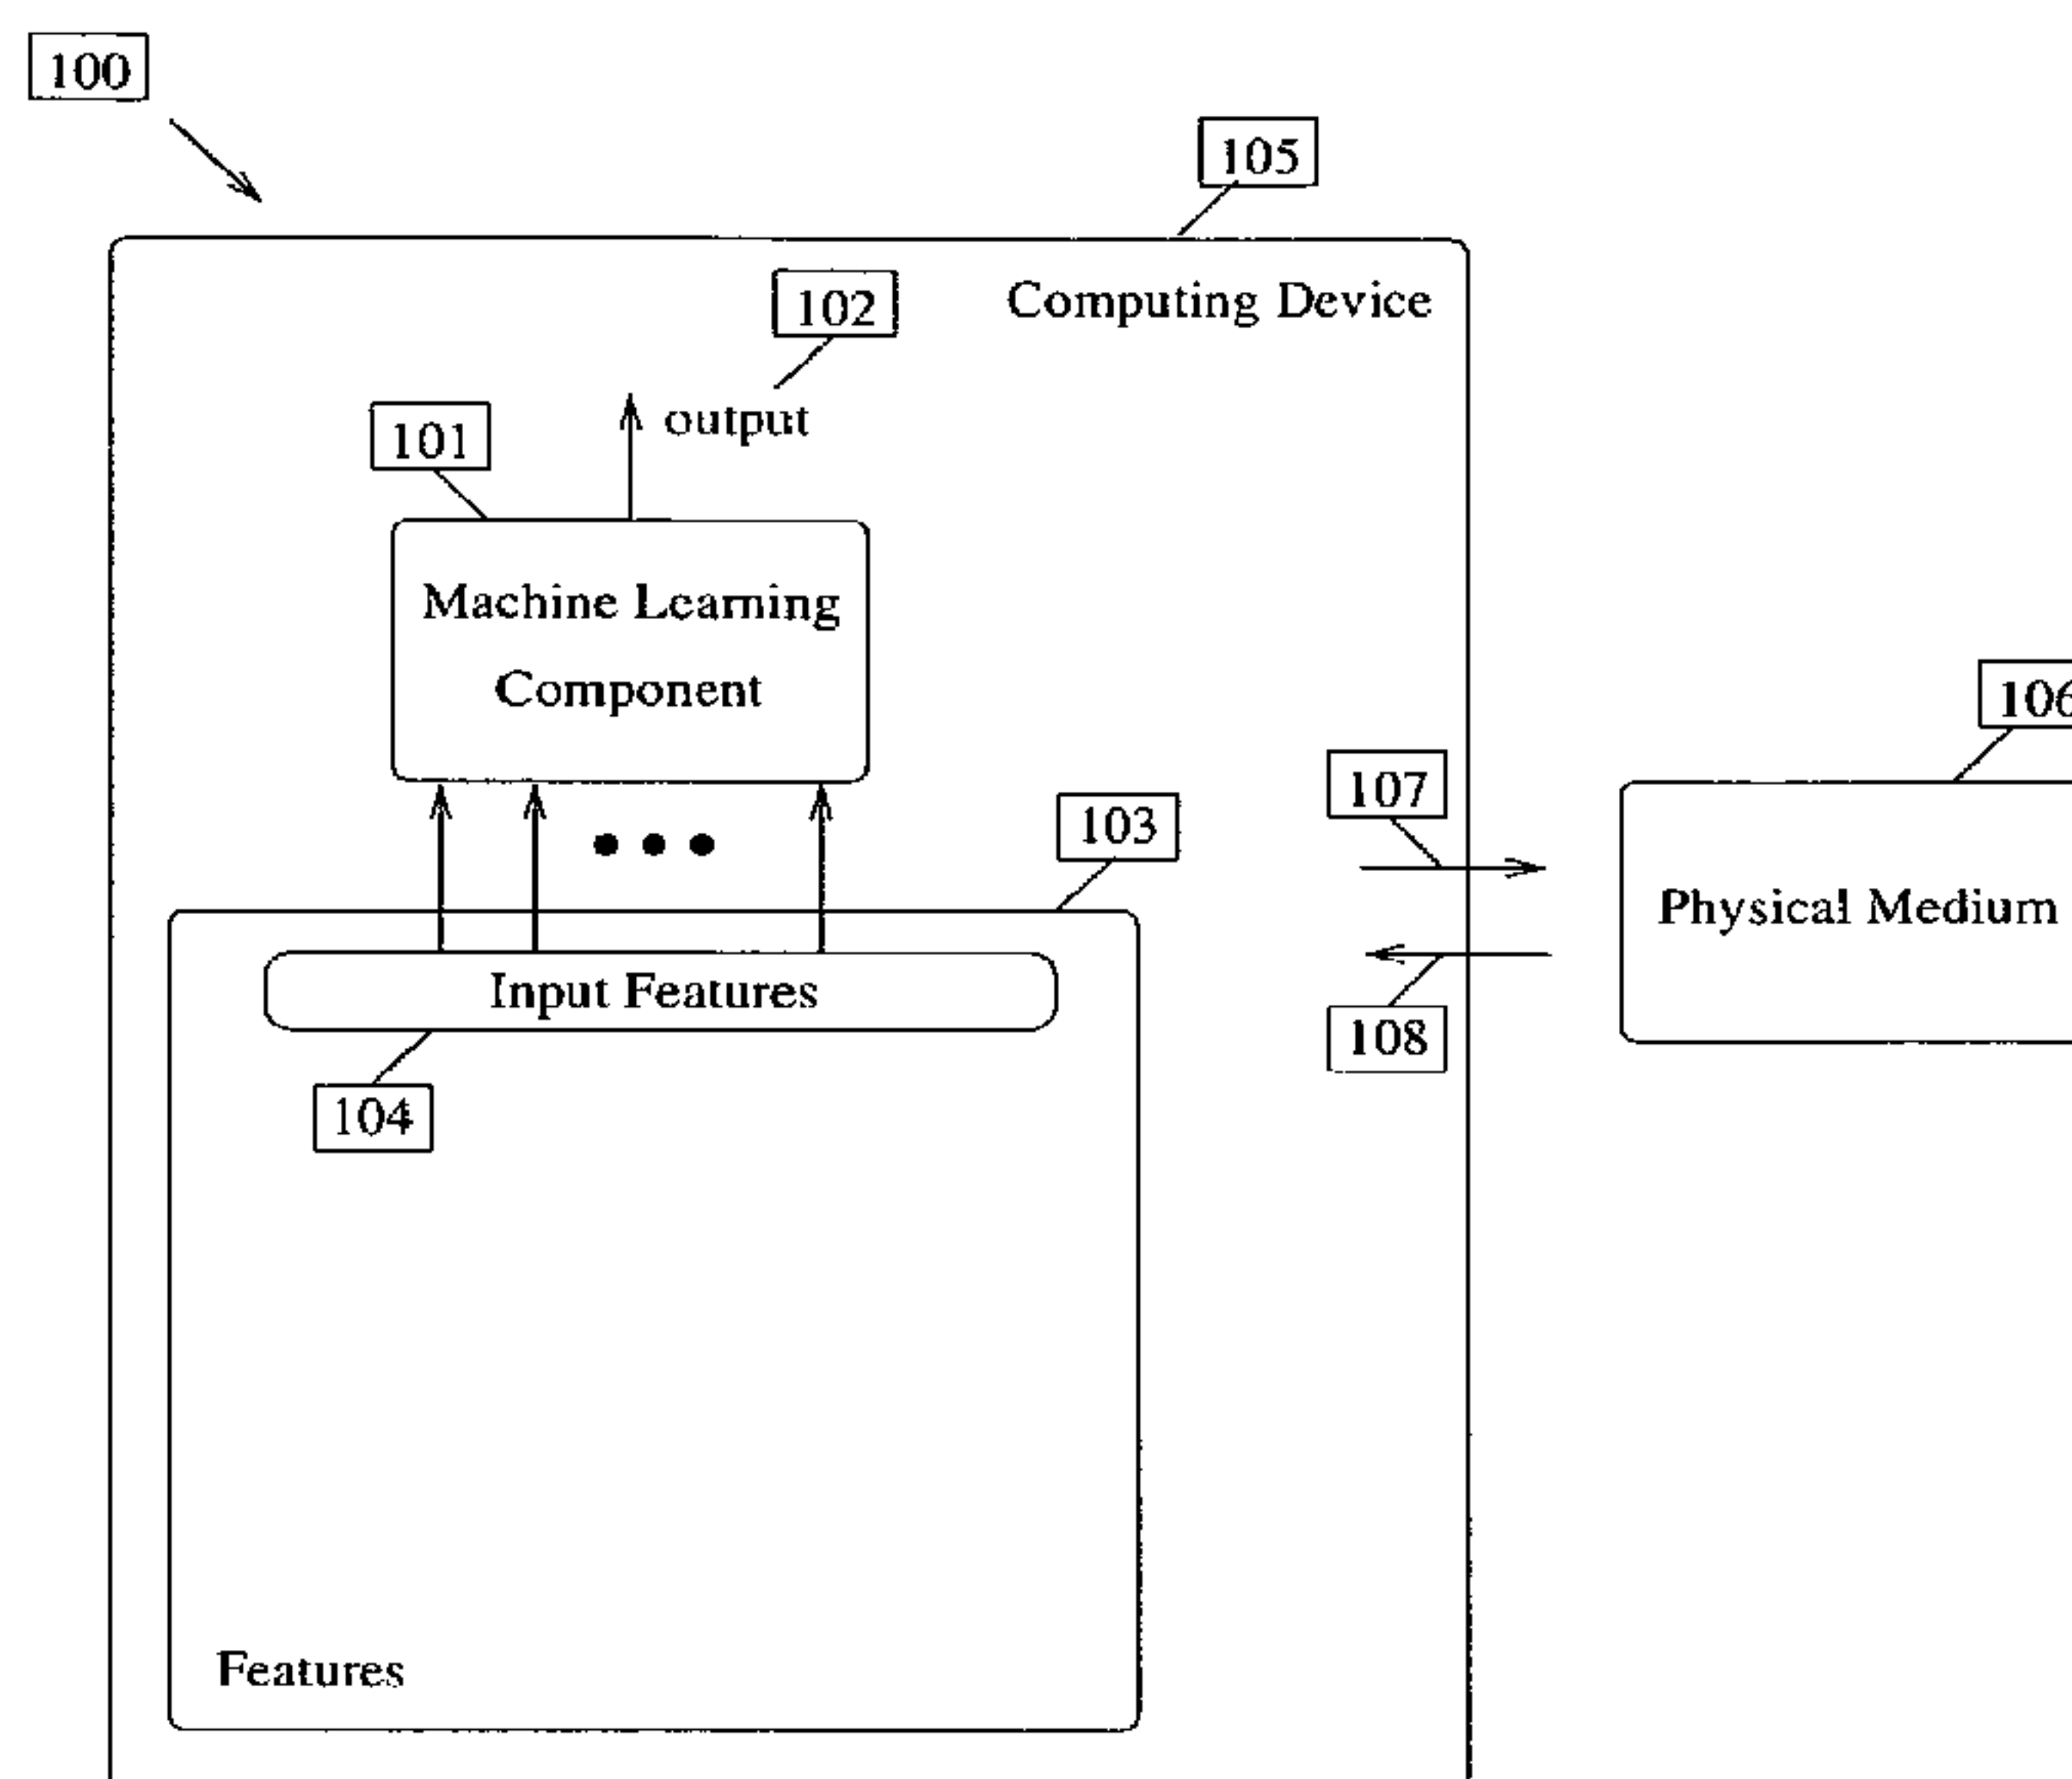 100
105
Computing Device
102
output
101
Machine Learning
Component
106
107
103
Physical Medium
Input Features
108
104
Features